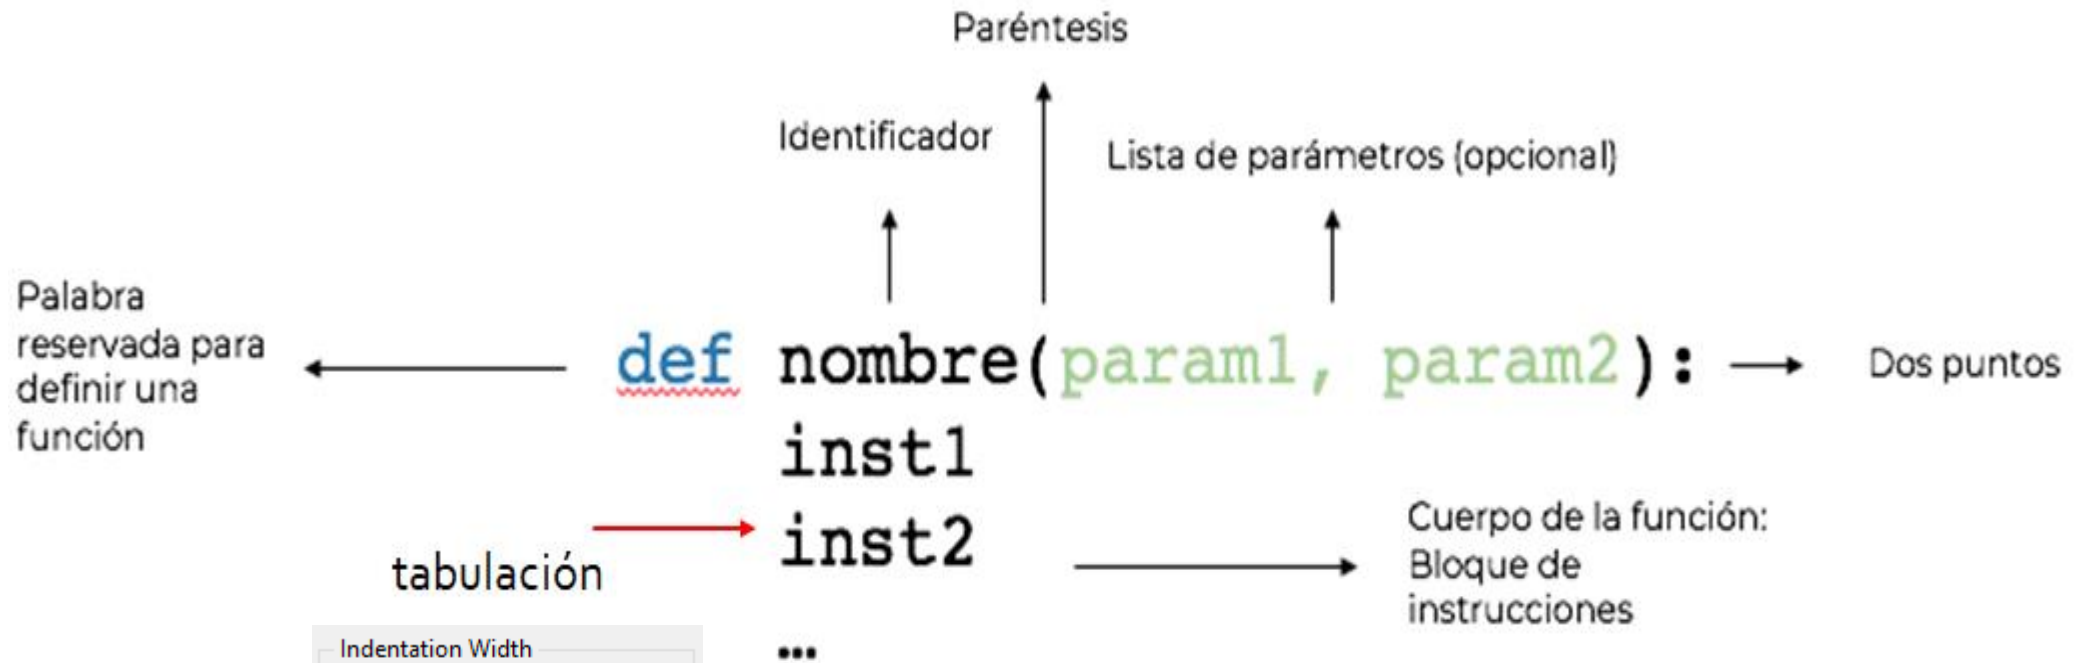 Paréntesis
Identificador
Lista de parámetros (opcional)
Palabra
reservada para
definir una
función
def nombre(param1, param2):
Dos puntos
inst1
inst2
tabulación
Cuerpo de la función:
Bloque de
instrucciones
Indentation Width
...